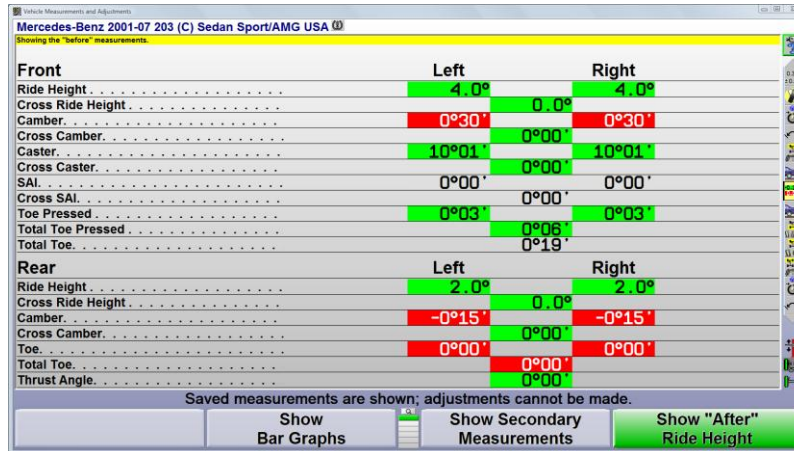 Vehicle Measurements and Adjustments
Mercedes-Benz 2001-07 203 (C) Sedan Sport/AMG USA
Showing the "before" measurements.
Front Left Right
Ride Height . . . . . . . . . . . . . . . . . . . 4.0° 4.0°
Cross Ride Height . . . . . . . . . . . . . . . 0.0°
Camber. . . . . . . . . . . . . . . . . . . . . . 0°30' 0°30'
Cross Camber. . . . . . . . . . . . . . . . . . 0°00'
Caster. . . . . . . . . . . . . . . . . . . . . . . 10°01' 10°01'
Cross Caster. . . . . . . . . . . . . . . . . . . 0°00'
SAI. . . . . . . . . . . . . . . . . . . . . . . . . 0°00' 0°00'
Cross SAI. . . . . . . . . . . . . . . . . . . . . 0°00'
Toe Pressed . . . . . . . . . . . . . . . . . . . 0°03' 0°03'
Total Toe Pressed . . . . . . . . . . . . . . . 0°06'
Total Toe. . . . . . . . . . . . . . . . . . . . . 0°19'
Rear Left Right
Ride Height . . . . . . . . . . . . . . . . . . . 2.0° 2.0°
Cross Ride Height . . . . . . . . . . . . . . . 0.0°
Camber. . . . . . . . . . . . . . . . . . . . . . -0°15' -0°15'
Cross Camber. . . . . . . . . . . . . . . . . . 0°00'
Toe. . . . . . . . . . . . . . . . . . . . . . . . . 0°00' 0°00'
Total Toe. . . . . . . . . . . . . . . . . . . . . 0°00'
Thrust Angle. . . . . . . . . . . . . . . . . . . 0°00'
Saved measurements are shown; adjustments cannot be made.
Show Bar Graphs
Show Secondary Measurements
Show "After" Ride Height